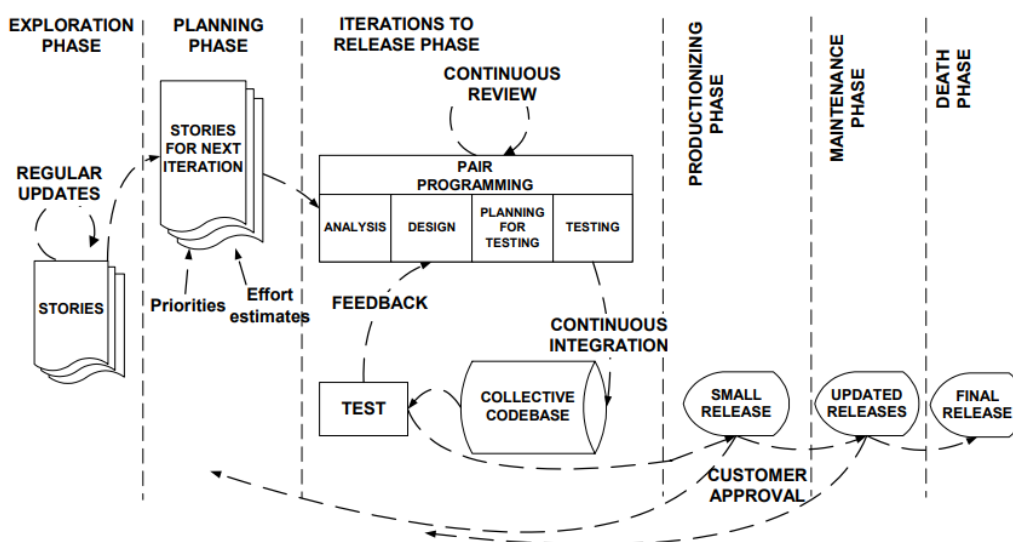 EXPLORATION
PHASE
PLANNING
PHASE
ITERATIONS TO
RELEASE PHASE
PRODUCTIONIZING
PHASE
MAINTENANCE
PHASE
DEATH
PHASE
CONTINUOUS
REVIEW
STORIES
FOR NEXT
ITERATION
REGULAR
UPDATES
PAIR
PROGRAMMING
ANALYSIS
DESIGN
PLANNING
FOR
TESTING
TESTING
STORIES
Priorities
Effort
estimates
FEEDBACK
CONTINUOUS
INTEGRATION
TEST
COLLECTIVE
CODEBASE
SMALL
RELEASE
UPDATED
RELEASES
FINAL
RELEASE
CUSTOMER
APPROVAL